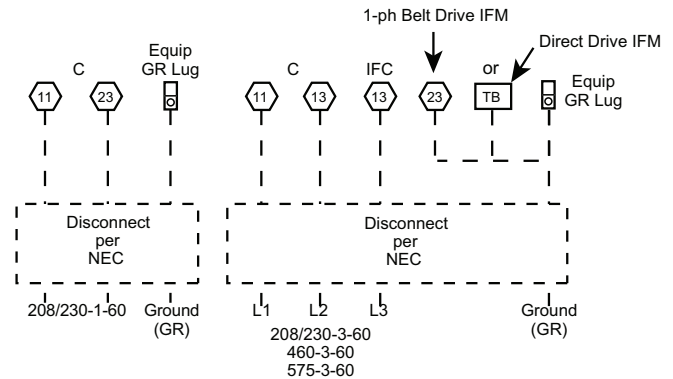 1-ph Belt Drive IFM
Direct Drive IFM
C
Equip
GR Lug
C
IFC
or
Equip
GR Lug
11
23
11
13
13
23
TB
Disconnect
per
NEC
Disconnect
per
NEC
208/230-1-60
Ground
(GR)
L1
L2
L3
Ground
(GR)
208/230-3-60
460-3-60
575-3-60